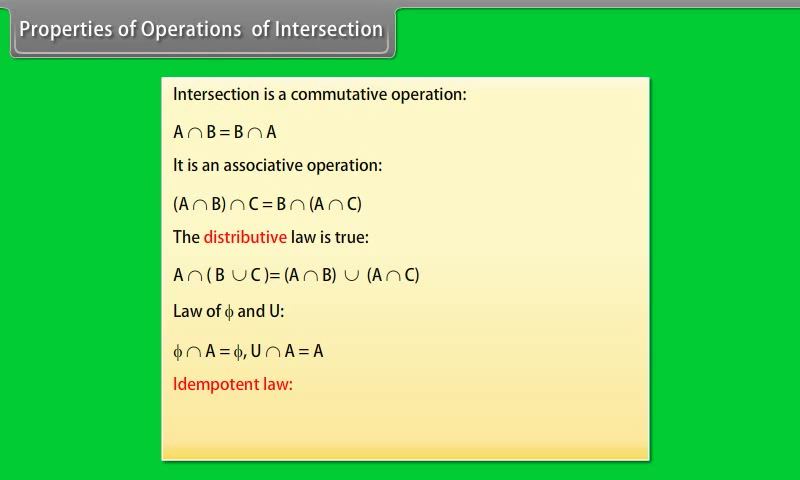 Properties of Operations of Intersection
Intersection is a commutative operation:
A ∩ B = B ∩ A
It is an associative operation:
(A ∩ B) ∩ C = B ∩ (A ∩ C)
The distributive law is true:
A ∩ ( B ∪ C )= (A ∩ B) ∪ (A ∩ C)
Law of ϕ and U:
ϕ ∩ A = ϕ, U ∩ A = A
Idempotent law: